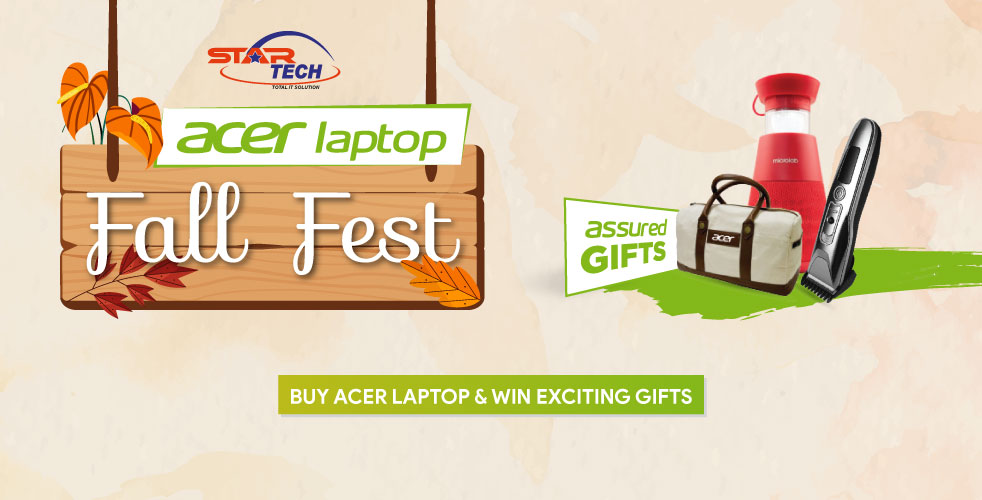 STAR
TECH
TOTAL IT SOLUTION
acer laptop
Fall Fest
assured
GIFTS
acer
microlab
BUY ACER LAPTOP & WIN EXCITING GIFTS